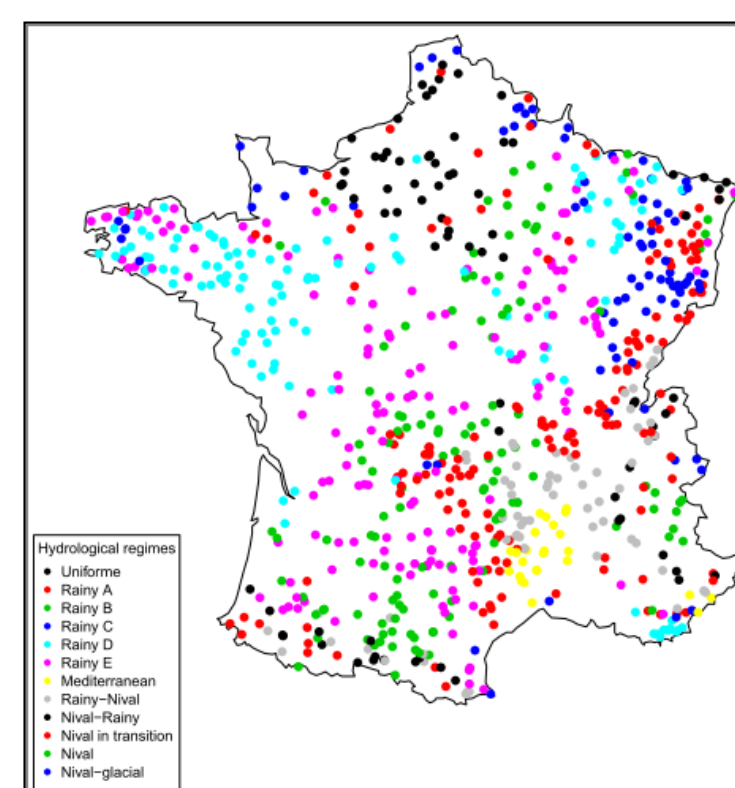 Hydrological regimes
Uniforme
Rainy A
Rainy B
Rainy C
Rainy D
Rainy E
Mediterranean
Rainy−Nival
Nival−Rainy
Nival in transition
Nival
Nival−glacial